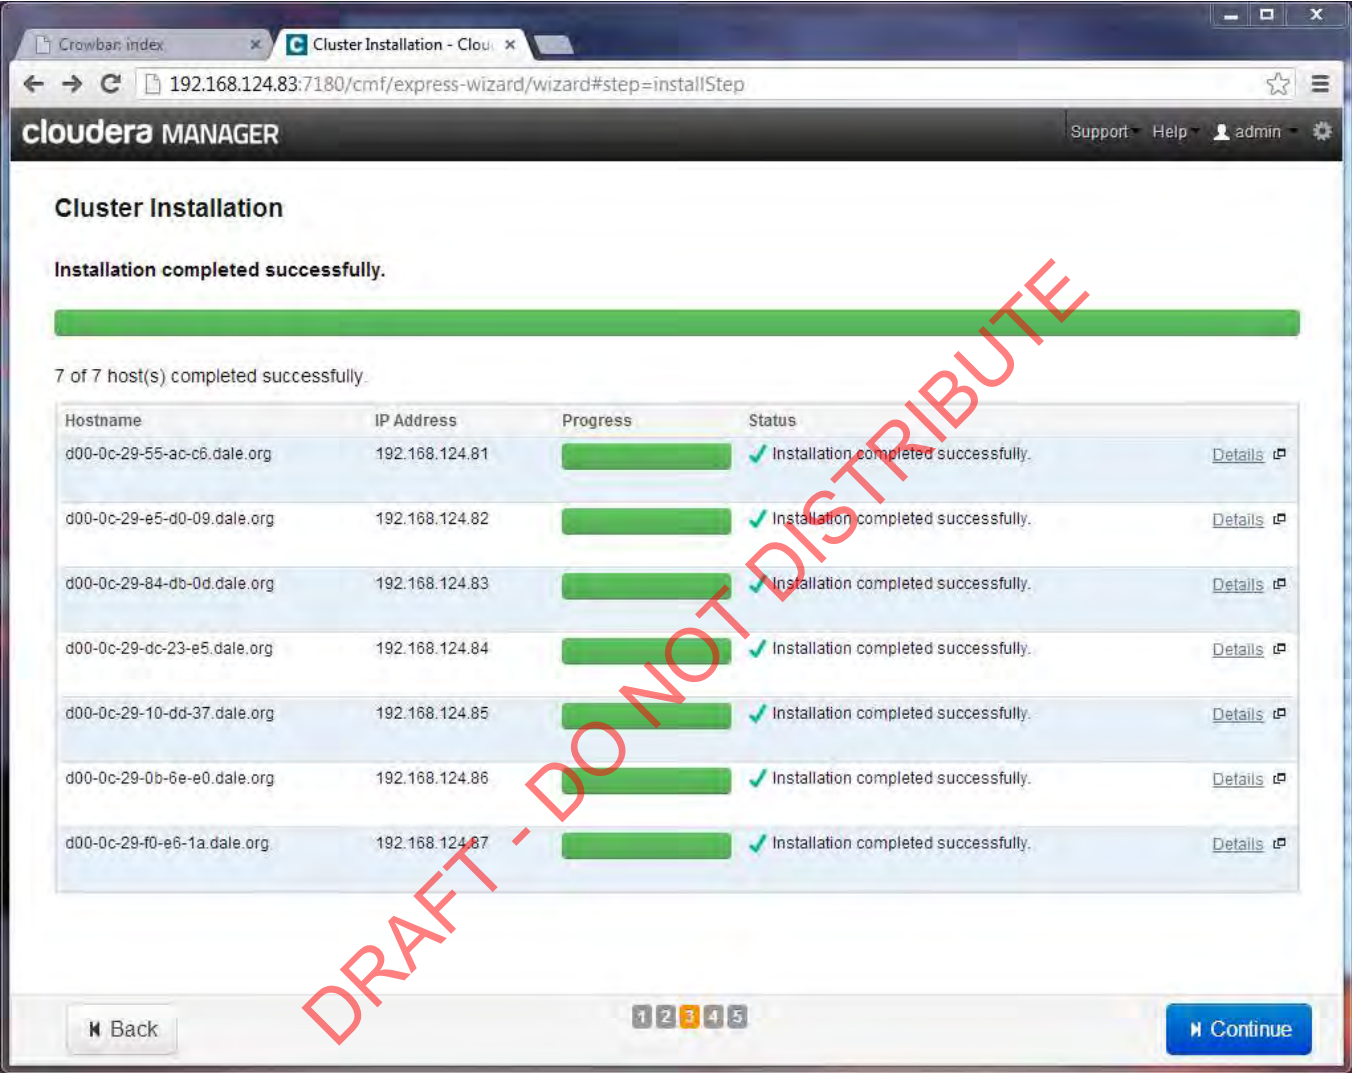 Crowbar: index
Cluster Installation - Clou
192.168.124.83:7180/cmf/express-wizard/wizard#step=installStep
cloudera MANAGER
Support Help admin
Cluster Installation
Installation completed successfully.
7 of 7 host(s) completed successfully.
Hostname IP Address Progress Status
d00-0c-29-55-ac-c6.dale.org 192.168.124.81 Installation completed successfully. Details
d00-0c-29-e5-d0-09.dale.org 192.168.124.82 Installation completed successfully. Details
d00-0c-29-84-db-0d.dale.org 192.168.124.83 Installation completed successfully. Details
d00-0c-29-dc-23-e5.dale.org 192.168.124.84 Installation completed successfully. Details
d00-0c-29-10-dd-37.dale.org 192.168.124.85 Installation completed successfully. Details
d00-0c-29-0b-6e-e0.dale.org 192.168.124.86 Installation completed successfully. Details
d00-0c-29-f0-e6-1a.dale.org 192.168.124.87 Installation completed successfully. Details
DRAFT - DO NOT DISTRIBUTE
Back 1 2 3 4 5 Continue